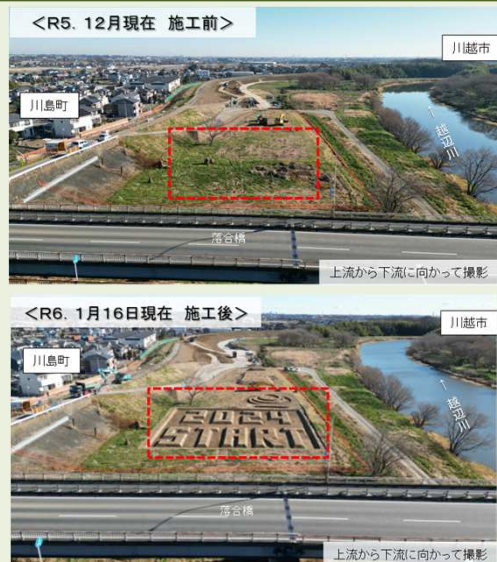 ＜R5．12月現在 施工前＞
川越市
川島町
越辺川
落合橋
上流から下流に向かって撮影
＜R6．1月16日現在 施工後＞
川越市
川島町
越辺川
2024
START
落合橋
上流から下流に向かって撮影